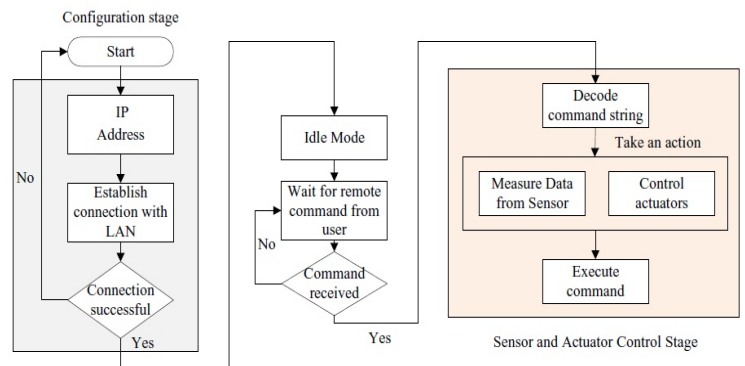 Configuration stage
Start
IP
Address
No
Establish
connection with
LAN
Connection
successful
Yes
Idle Mode
Wait for remote
command from
user
No
Command
received
Yes
Decode
command string
Take an action
Measure Data
from Sensor
Control
actuators
Execute
command
Sensor and Actuator Control Stage